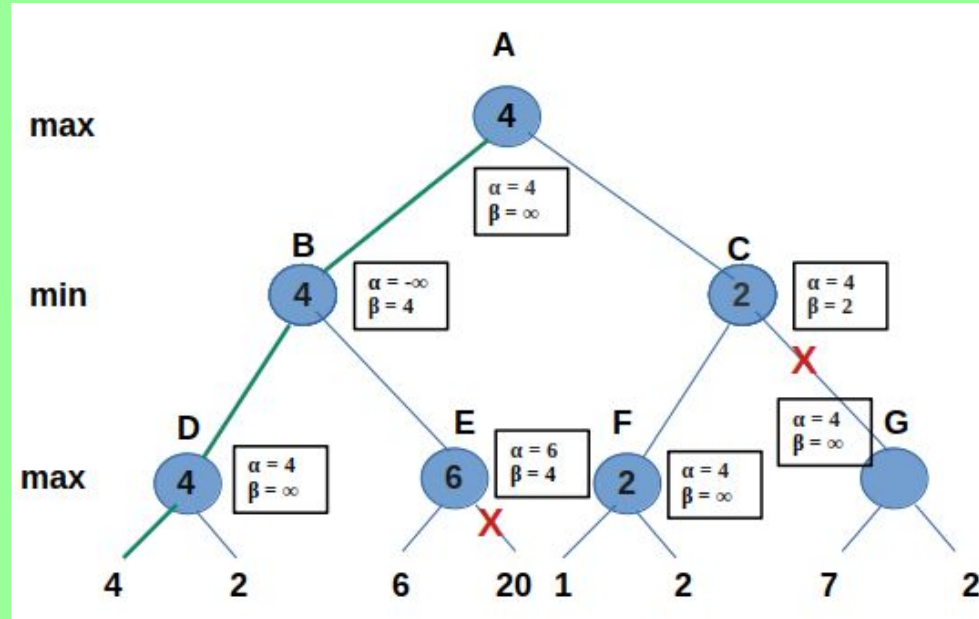 A
max
4
α = 4
β = ∞
B
C
min
4
α = -∞
β = 4
2
α = 4
β = 2
X
D
E
F
α = 4
β = ∞
G
max
4
α = 4
β = ∞
6
α = 6
β = 4
2
α = 4
β = ∞
X
4 2 6 20 1 2 7 2